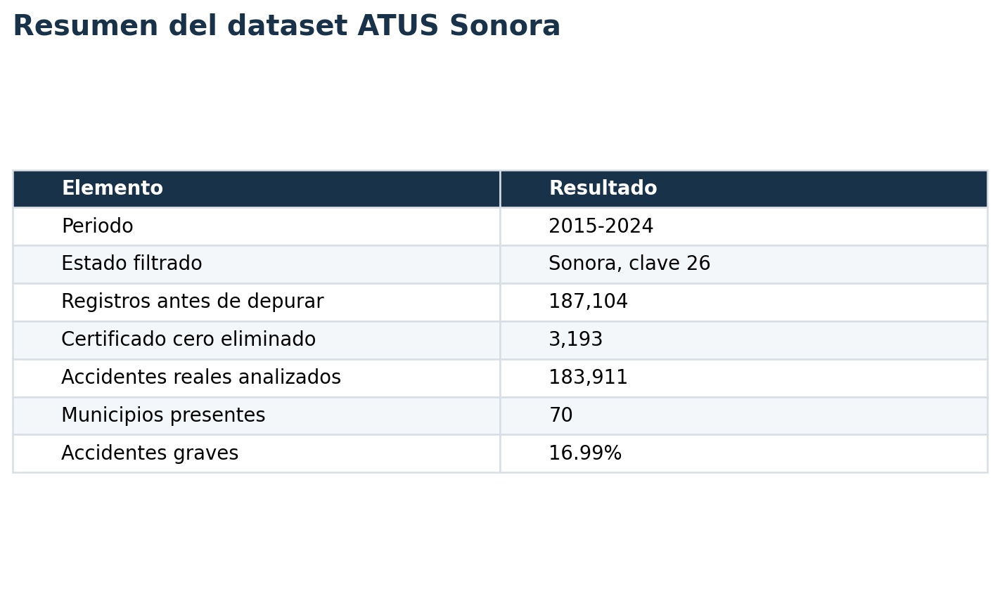 Resumen del dataset ATUS Sonora
Elemento Resultado
Periodo 2015-2024
Estado filtrado Sonora, clave 26
Registros antes de depurar 187,104
Certificado cero eliminado 3,193
Accidentes reales analizados 183,911
Municipios presentes 70
Accidentes graves 16.99%